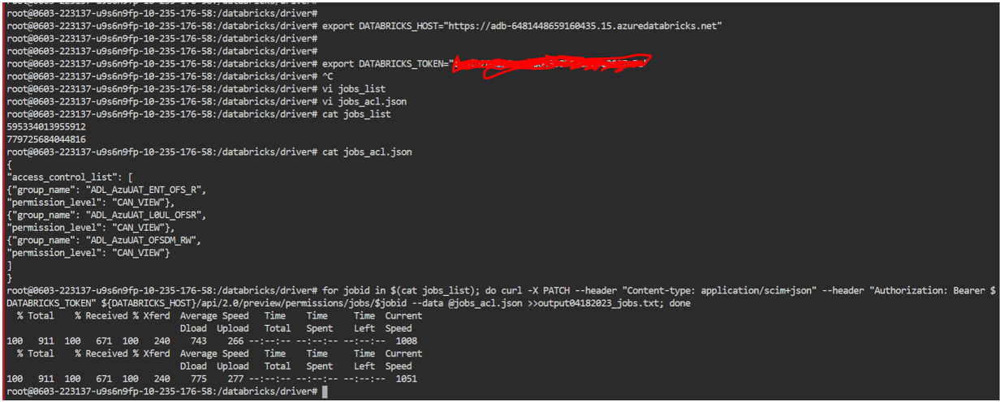 root@0603-223137-u9s6n9fp-10-235-176-58:/databricks/driver#
root@0603-223137-u9s6n9fp-10-235-176-58:/databricks/driver#
root@0603-223137-u9s6n9fp-10-235-176-58:/databricks/driver# export DATABRICKS_HOST="https://adb-6481448659160435.15.azuredatabricks.net"
root@0603-223137-u9s6n9fp-10-235-176-58:/databricks/driver#
root@0603-223137-u9s6n9fp-10-235-176-58:/databricks/driver#
root@0603-223137-u9s6n9fp-10-235-176-58:/databricks/driver# export DATABRICKS_TOKEN="
root@0603-223137-u9s6n9fp-10-235-176-58:/databricks/driver# ^C
root@0603-223137-u9s6n9fp-10-235-176-58:/databricks/driver# vi jobs_list
root@0603-223137-u9s6n9fp-10-235-176-58:/databricks/driver# vi jobs_acl.json
root@0603-223137-u9s6n9fp-10-235-176-58:/databricks/driver# cat jobs_list
595334013955912
779725684044816
root@0603-223137-u9s6n9fp-10-235-176-58:/databricks/driver# cat jobs_acl.json
{
"access_control_list": [
{"group_name": "ADL_AzuUAT_ENT_OFS_R",
"permission_level": "CAN_VIEW"},
{"group_name": "ADL_AzuUAT_L0UL_OFSR",
"permission_level": "CAN_VIEW"},
{"group_name": "ADL_AzuUAT_OFSDM_RW",
"permission_level": "CAN_VIEW"}
]
}
root@0603-223137-u9s6n9fp-10-235-176-58:/databricks/driver# for jobid in $(cat jobs_list); do curl -X PATCH --header "Content-type: application/scim+json" --header "Authorization: Bearer $
DATABRICKS_TOKEN" ${DATABRICKS_HOST}/api/2.0/preview/permissions/jobs/$jobid --data @jobs_acl.json >>output04182023_jobs.txt; done
% Total % Received % Xferd Average Speed Time Time Time Current
Dload Upload Total Spent Left Speed
100 911 100 671 100 240 743 266 --:--:-- --:--:-- --:--:-- 1008
% Total % Received % Xferd Average Speed Time Time Time Current
Dload Upload Total Spent Left Speed
100 911 100 671 100 240 775 277 --:--:-- --:--:-- --:--:-- 1051
root@0603-223137-u9s6n9fp-10-235-176-58:/databricks/driver#